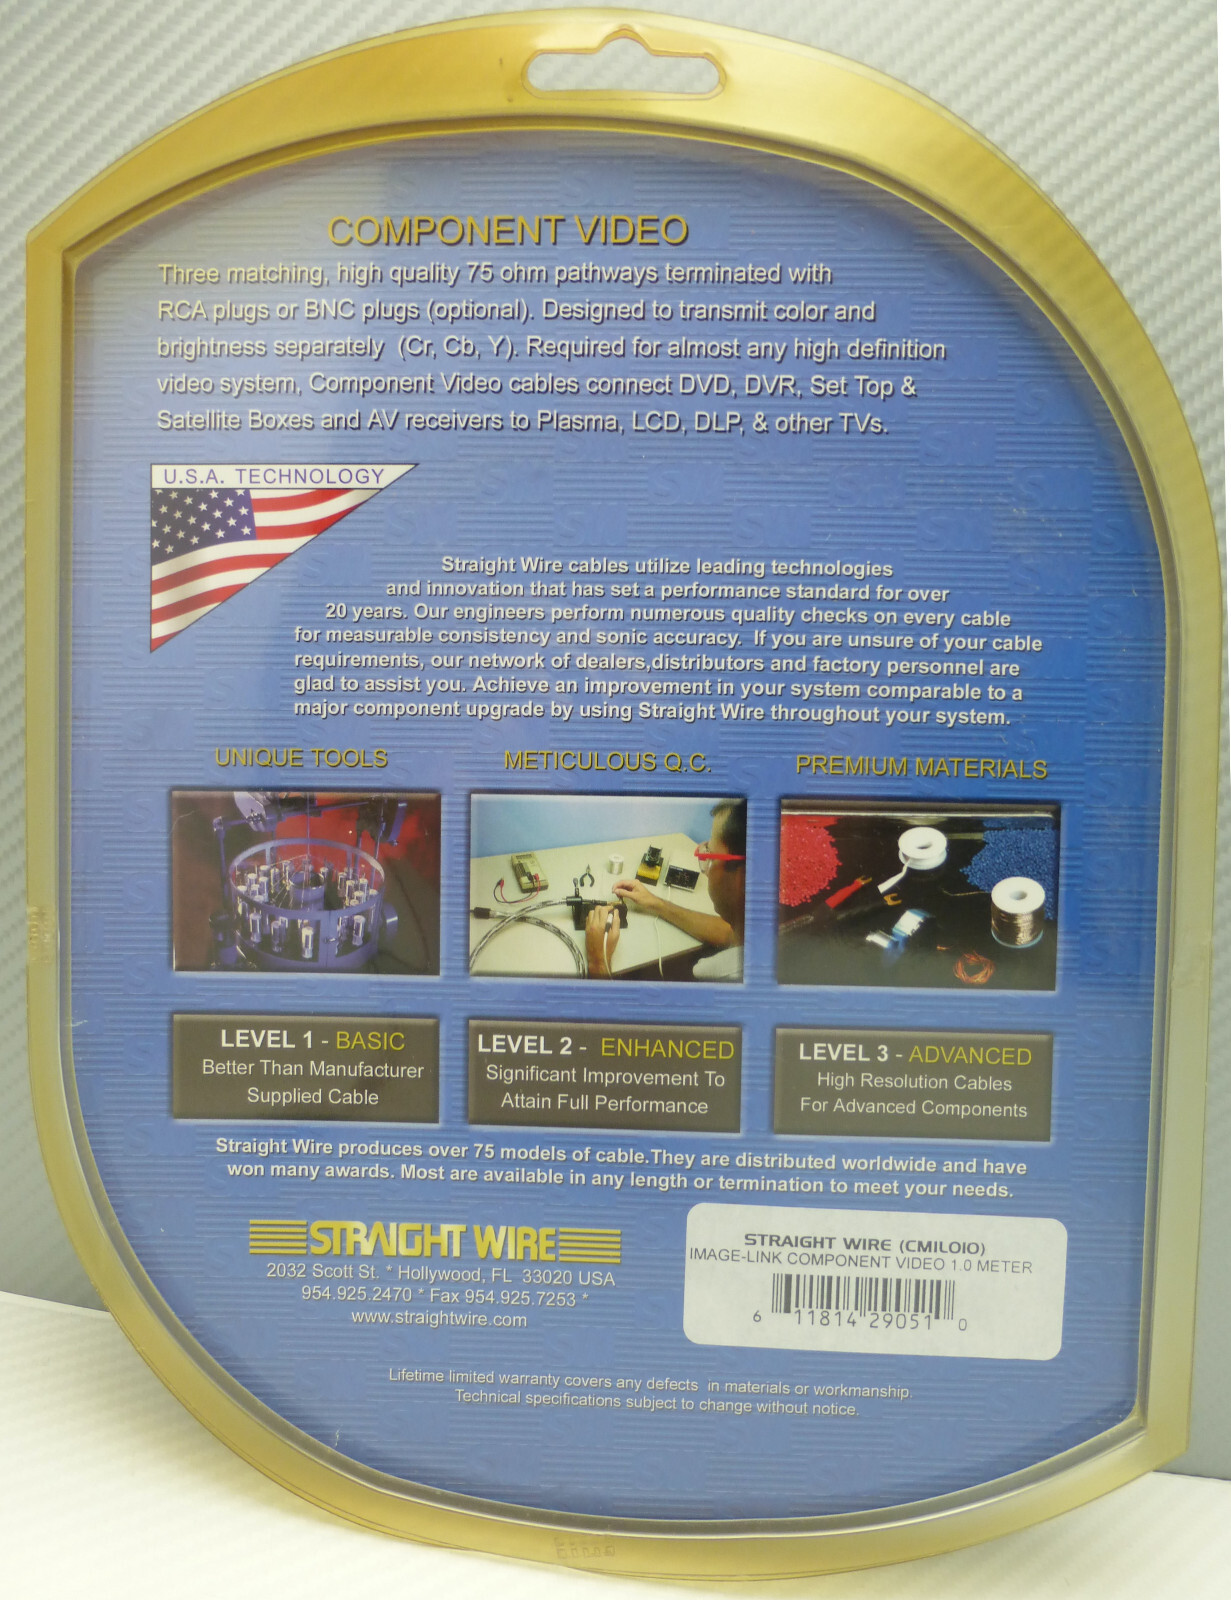 COMPONENT VIDEO
Three matching, high quality 75 ohm pathways terminated with
RCA plugs or BNC plugs (optional). Designed to transmit color and
brightness separately (Cr, Cb, Y). Required for almost any high definition
video system, Component Video cables connect DVD, DVR, Set Top &
Satellite Boxes and AV receivers to Plasma, LCD, DLP, & other TVs.
U.S.A. TECHNOLOGY
Straight Wire cables utilize leading technologies
and innovation that has set a performance standard for over
20 years. Our engineers perform numerous quality checks on every cable
for measurable consistency and sonic accuracy. If you are unsure of your cable
requirements, our network of dealers,distributors and factory personnel are
glad to assist you. Achieve an improvement in your system comparable to a
major component upgrade by using Straight Wire throughout your system.
UNIQUE TOOLS
METICULOUS Q.C.
PREMIUM MATERIALS
LEVEL 1 - BASIC
Better Than Manufacturer
Supplied Cable
LEVEL 2 - ENHANCED
Significant Improvement To
Attain Full Performance
LEVEL 3 - ADVANCED
High Resolution Cables
For Advanced Components
Straight Wire produces over 75 models of cable.They are distributed worldwide and have
won many awards. Most are available in any length or termination to meet your needs.
STRAIGHT WIRE
2032 Scott St. * Hollywood, FL 33020 USA
954.925.2470 * Fax 954.925.7253 *
www.straightwire.com
STRAIGHT WIRE (CMIL010)
IMAGE-LINK COMPONENT VIDEO 1.0 METER
6 11814 29051 0
Lifetime limited warranty covers any defects in materials or workmanship.
Technical specifications subject to change without notice.